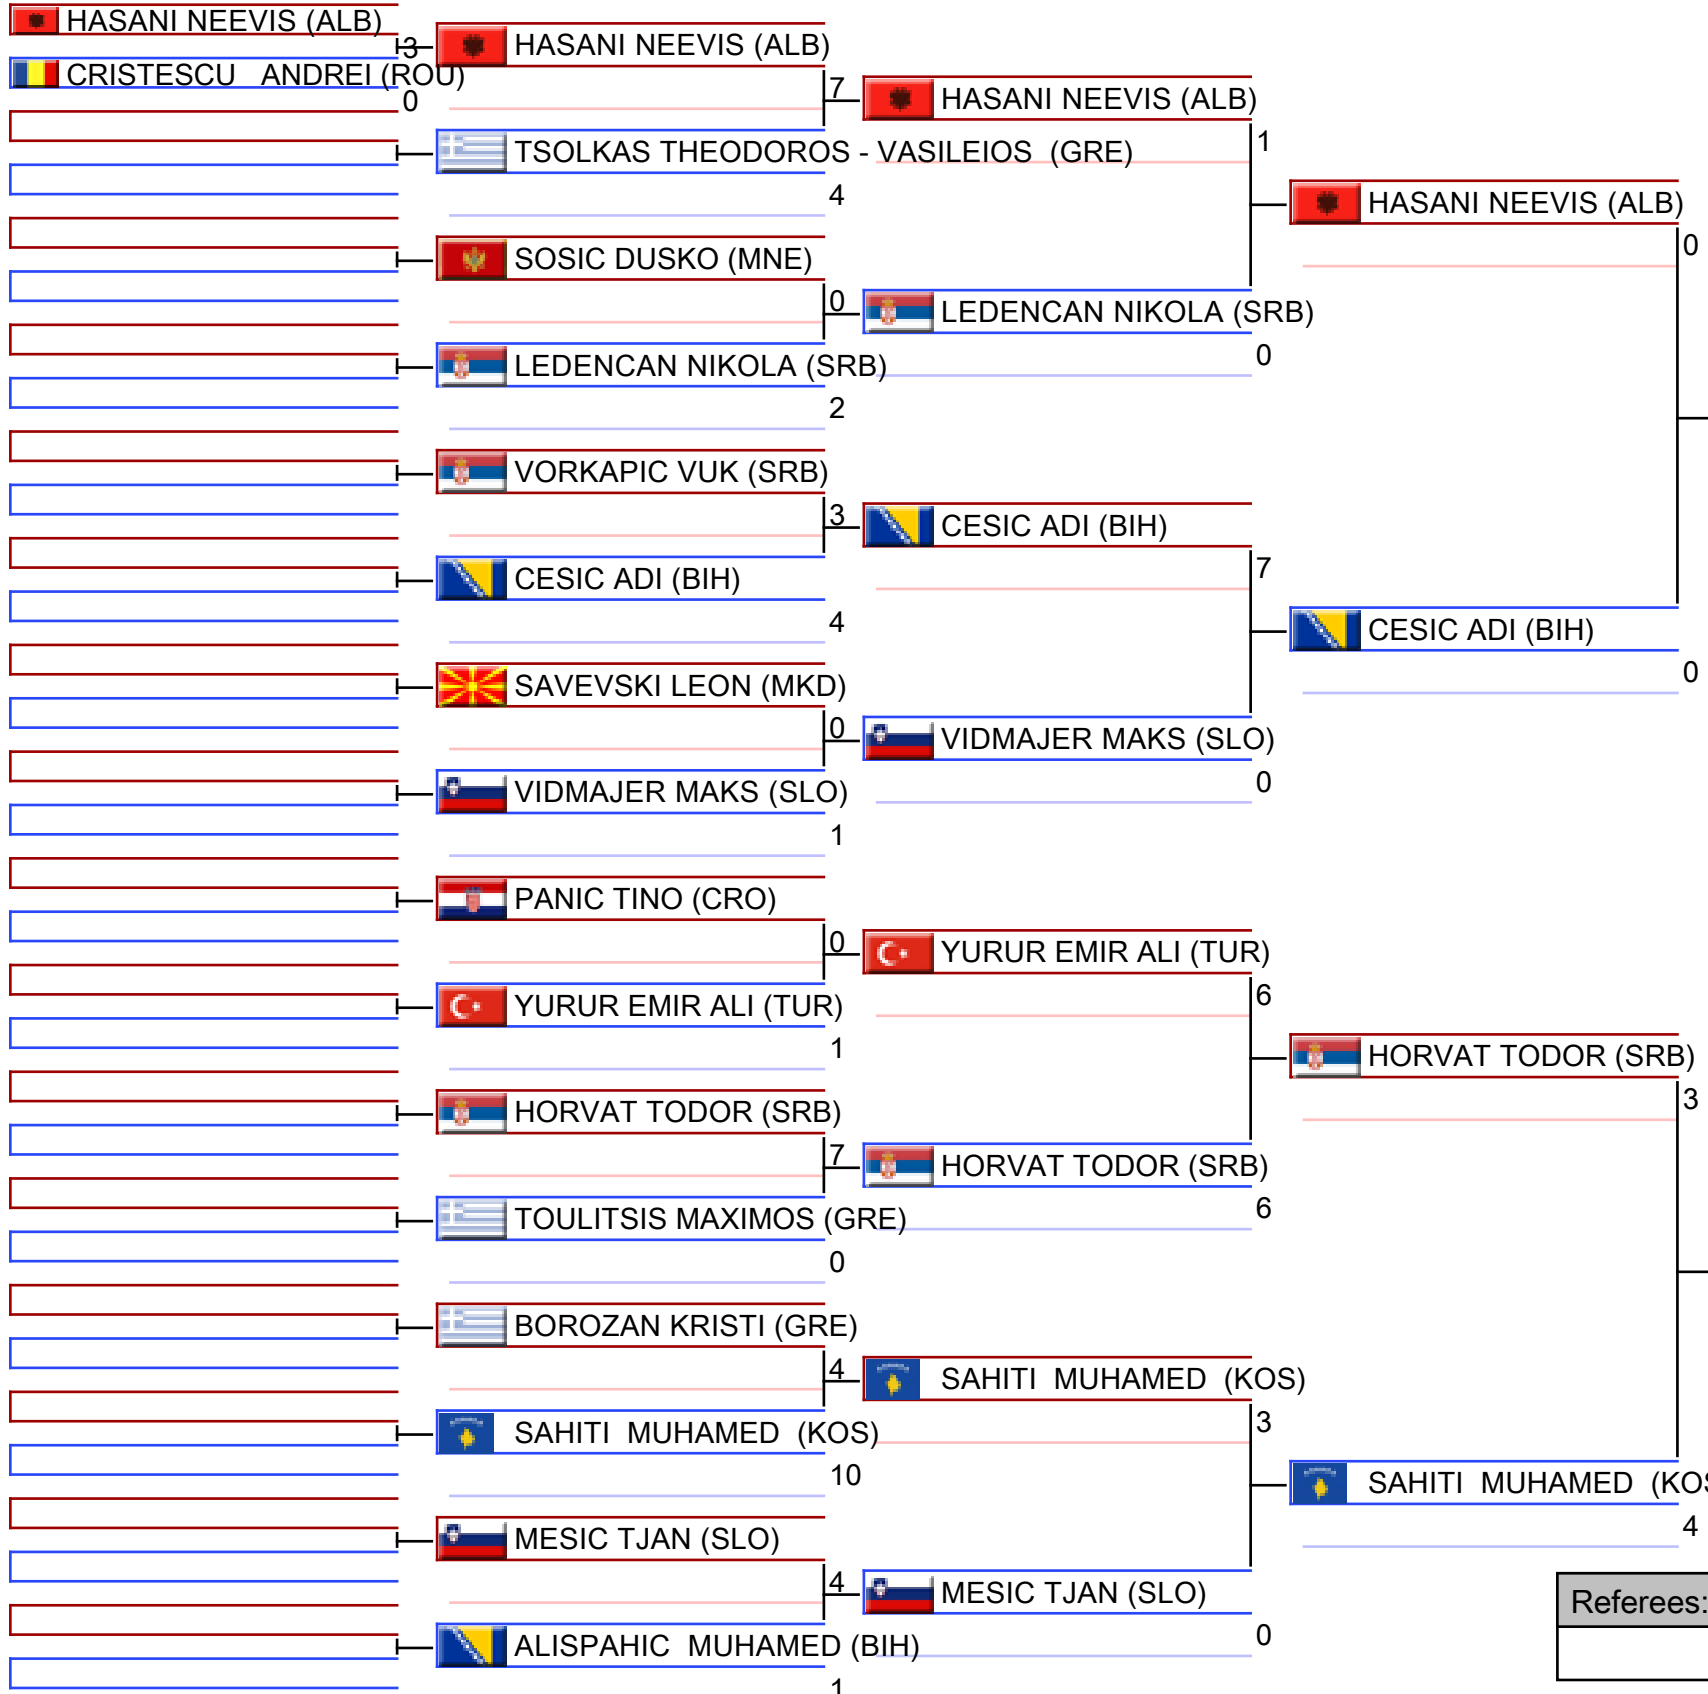 HASANI NEEVIS (ALB)
3
CRISTESCU   ANDREI (ROU)
0
HASANI NEEVIS (ALB)
7
TSOLKAS THEODOROS - VASILEIOS  (GRE)
4
SOSIC DUSKO (MNE)
0
LEDENCAN NIKOLA (SRB)
2
VORKAPIC VUK (SRB)
3
CESIC ADI (BIH)
4
SAVEVSKI LEON (MKD)
0
VIDMAJER MAKS (SLO)
1
PANIC TINO (CRO)
0
YURUR EMIR ALI (TUR)
1
HORVAT TODOR (SRB)
7
TOULITSIS MAXIMOS (GRE)
0
BOROZAN KRISTI (GRE)
4
SAHITI  MUHAMED  (KOS)
10
MESIC TJAN (SLO)
4
ALISPAHIC  MUHAMED (BIH)
1
HASANI NEEVIS (ALB)
1
LEDENCAN NIKOLA (SRB)
0
CESIC ADI (BIH)
7
VIDMAJER MAKS (SLO)
0
YURUR EMIR ALI (TUR)
6
HORVAT TODOR (SRB)
6
SAHITI  MUHAMED  (KOS)
3
MESIC TJAN (SLO)
0
HASANI NEEVIS (ALB)
0
CESIC ADI (BIH)
0
HORVAT TODOR (SRB)
3
SAHITI  MUHAMED  (KOS
4
Referees: